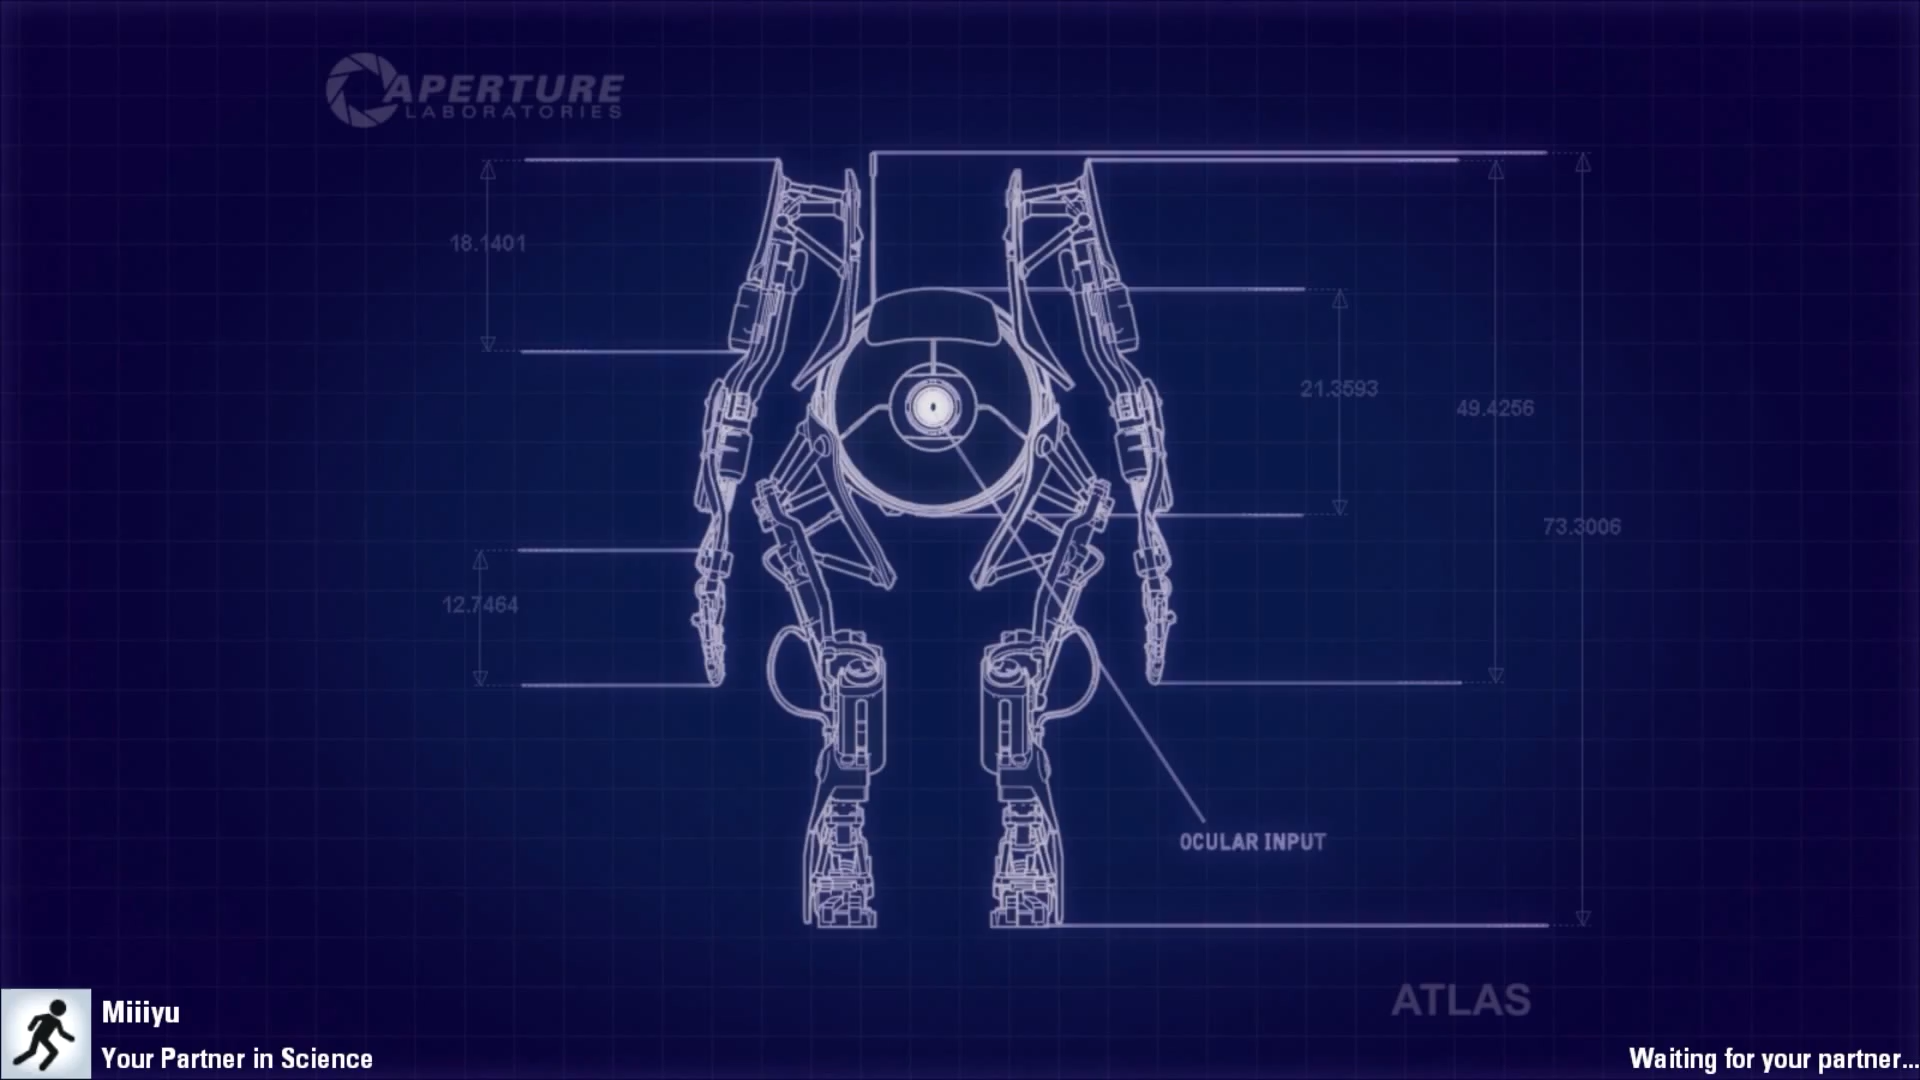 APERTURE
LABORATORIES
18.1401
21.3593
49.4256
73.3006
12.7464
OCULAR INPUT
ATLAS
Miiiyu
Your Partner in Science
Waiting for your partner...